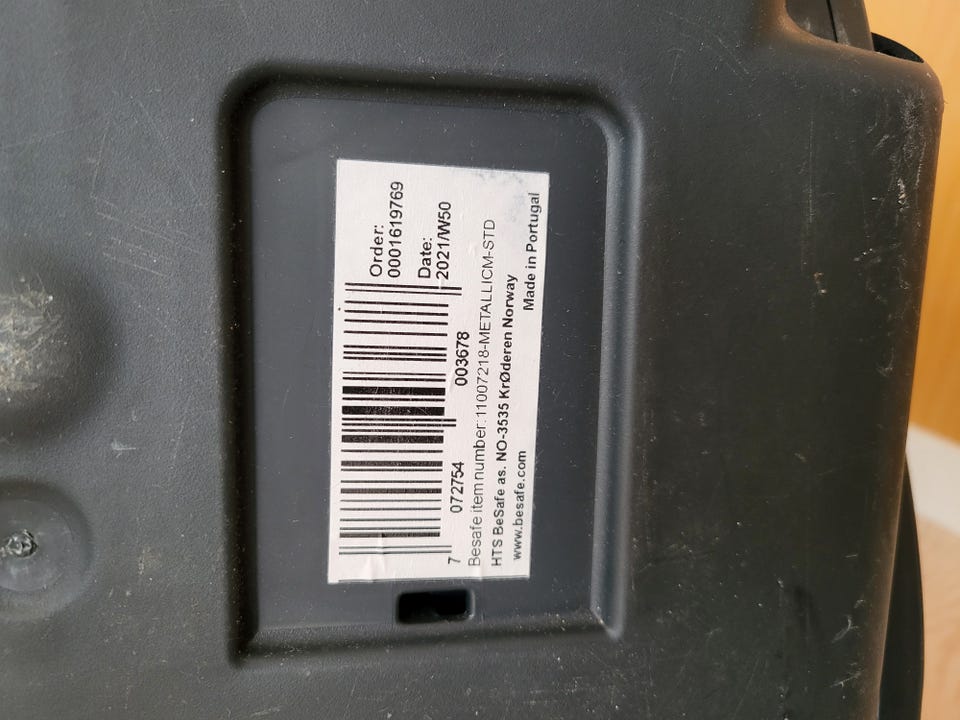 Order:
0001619769
Date:
2021/W50
7 072754 003678
Besafe item number: 11007218-METALLICM-STD
HTS BeSafe as. NO-3535 KrØderen Norway
www.besafe.com Made in Portugal